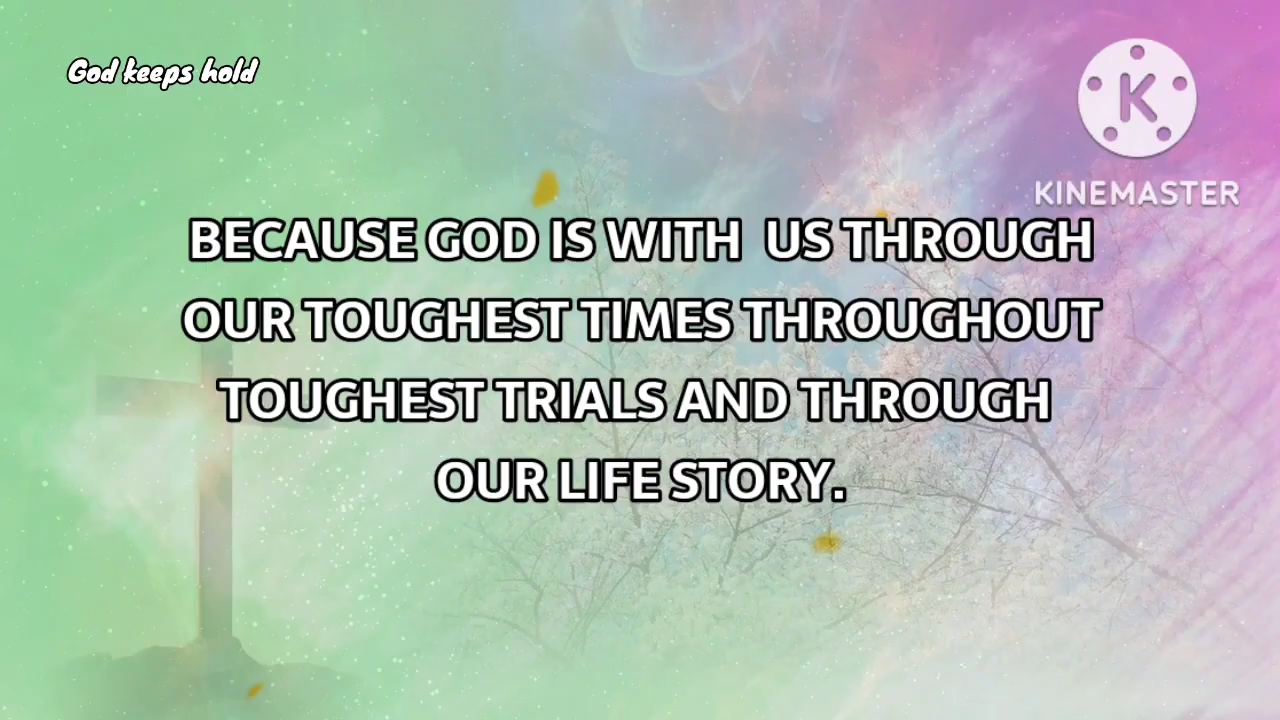 God keeps hold
K
KINEMASTER
BECAUSE GOD IS WITH  US THROUGH
OUR TOUGHEST TIMES THROUGHOUT
TOUGHEST TRIALS AND THROUGH
OUR LIFE STORY.